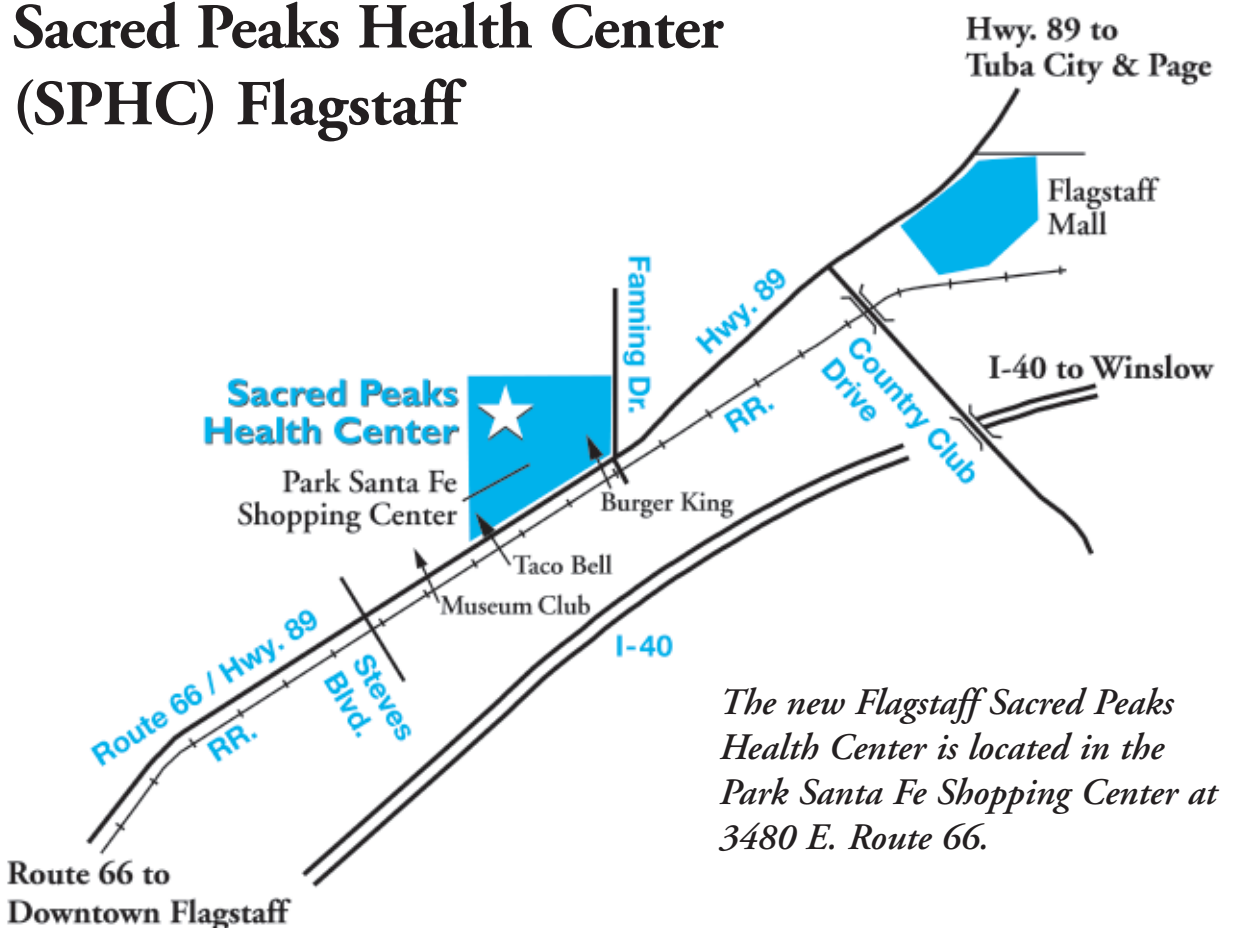 Sacred Peaks Health Center
(SPHC) Flagstaff
Hwy. 89 to
Tuba City & Page
Flagstaff
Mall
Fanning Dr.
Hwy. 89
I-40 to Winslow
Country Club
Drive
RR.
Sacred Peaks
Health Center
Park Santa Fe
Shopping Center
Burger King
Taco Bell
Museum Club
I-40
Route 66 / Hwy. 89
Steves
Blvd.
RR.
The new Flagstaff Sacred Peaks
Health Center is located in the
Park Santa Fe Shopping Center at
3480 E. Route 66.
Route 66 to
Downtown Flagstaff